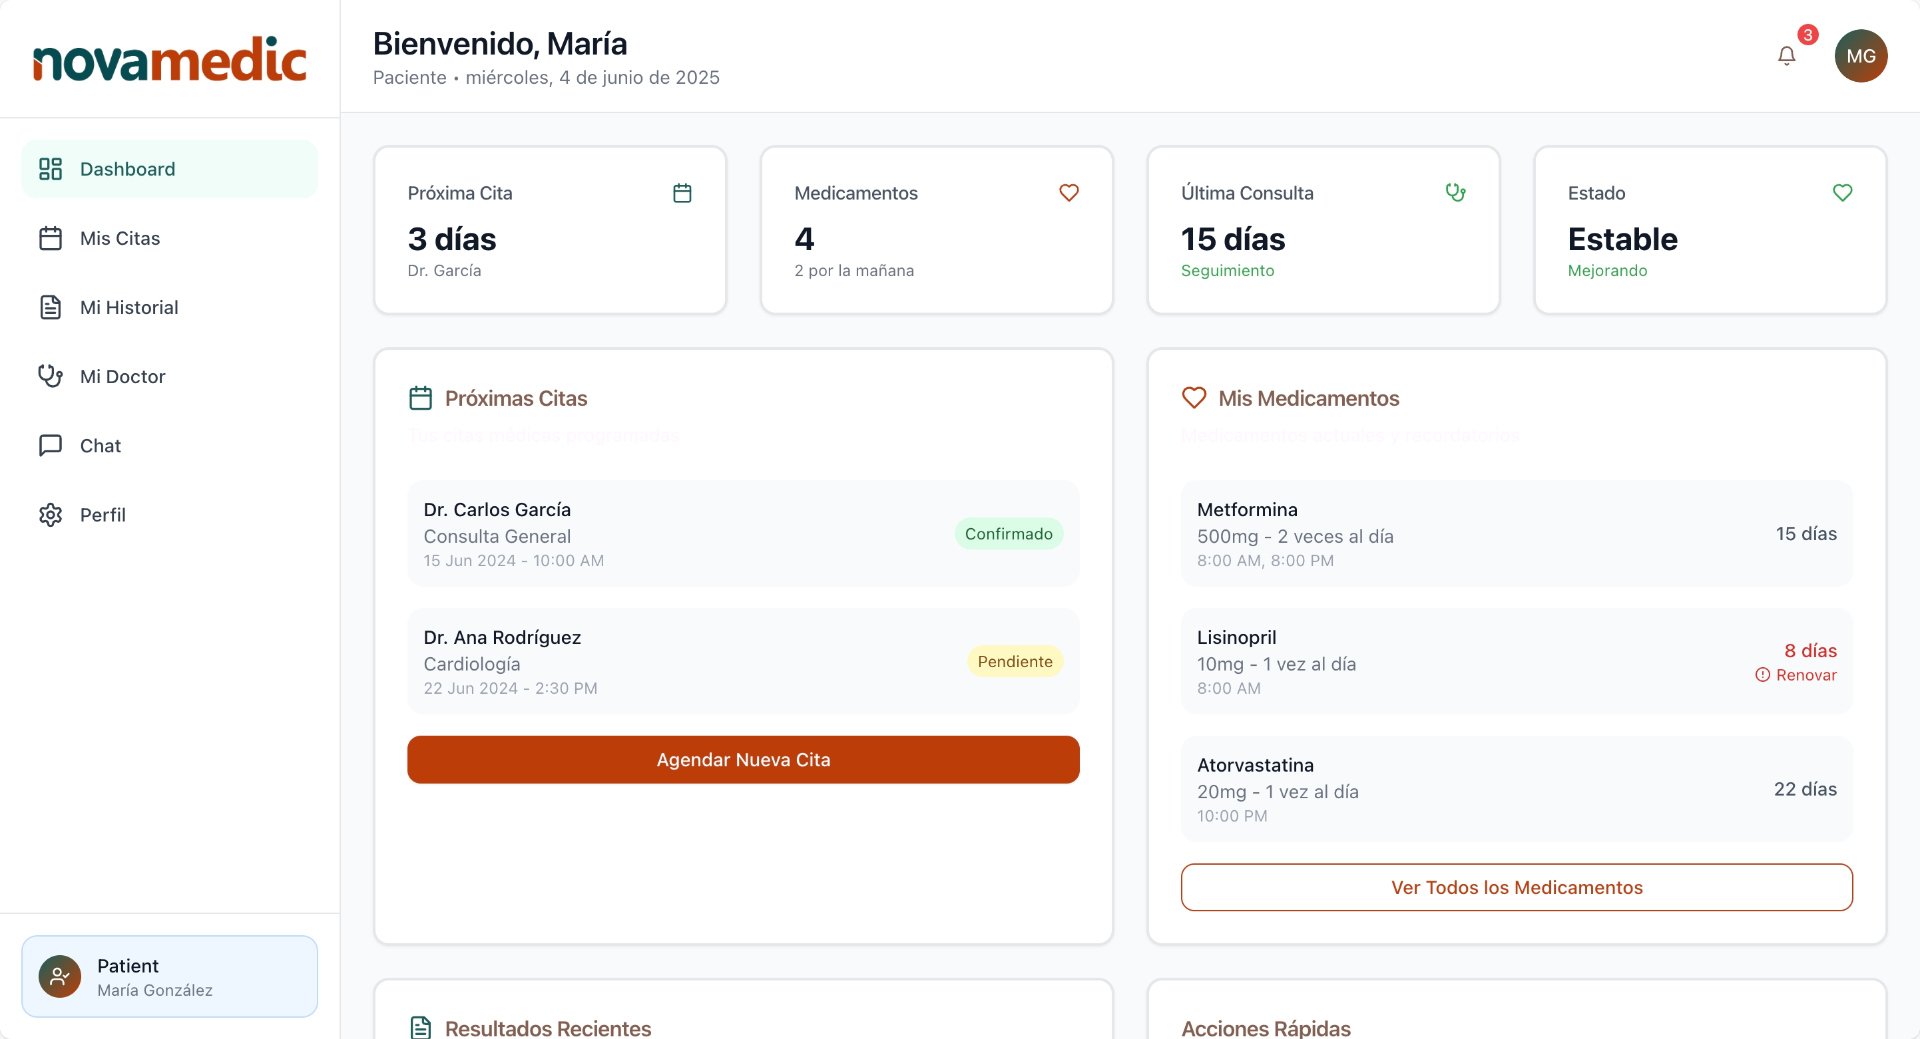 novamedic
Dashboard
Mis Citas
Mi Historial
Mi Doctor
Chat
Perfil
Patient
María González
Bienvenido, María
Paciente • miércoles, 4 de junio de 2025
3
MG
Próxima Cita
3 días
Dr. García
Medicamentos
4
2 por la mañana
Última Consulta
15 días
Seguimiento
Estado
Estable
Mejorando
Próximas Citas
Tus citas médicas programadas
Dr. Carlos García
Consulta General
15 Jun 2024 - 10:00 AM
Confirmado
Dr. Ana Rodríguez
Cardiología
22 Jun 2024 - 2:30 PM
Pendiente
Agendar Nueva Cita
Mis Medicamentos
Medicamentos actuales y recordatorios
Metformina
500mg - 2 veces al día
8:00 AM, 8:00 PM
15 días
Lisinopril
10mg - 1 vez al día
8:00 AM
8 días
Renovar
Atorvastatina
20mg - 1 vez al día
10:00 PM
22 días
Ver Todos los Medicamentos
Resultados Recientes
Acciones Rápidas